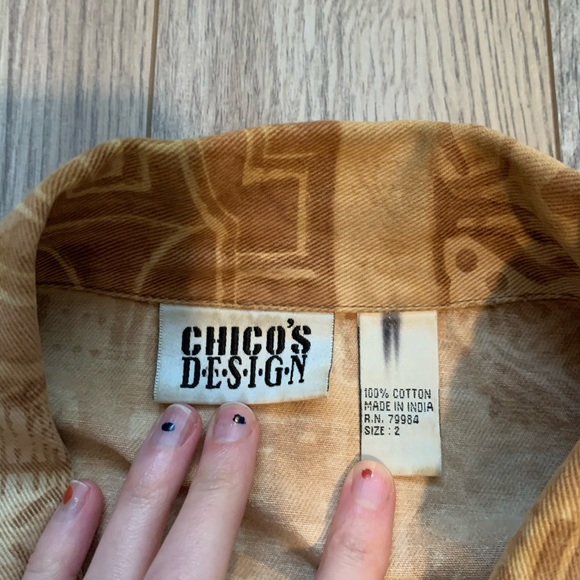 CHICO'S
D·E·S·I·G·N
100% COTTON
MADE IN INDIA
R.N. 79984
SIZE : 2